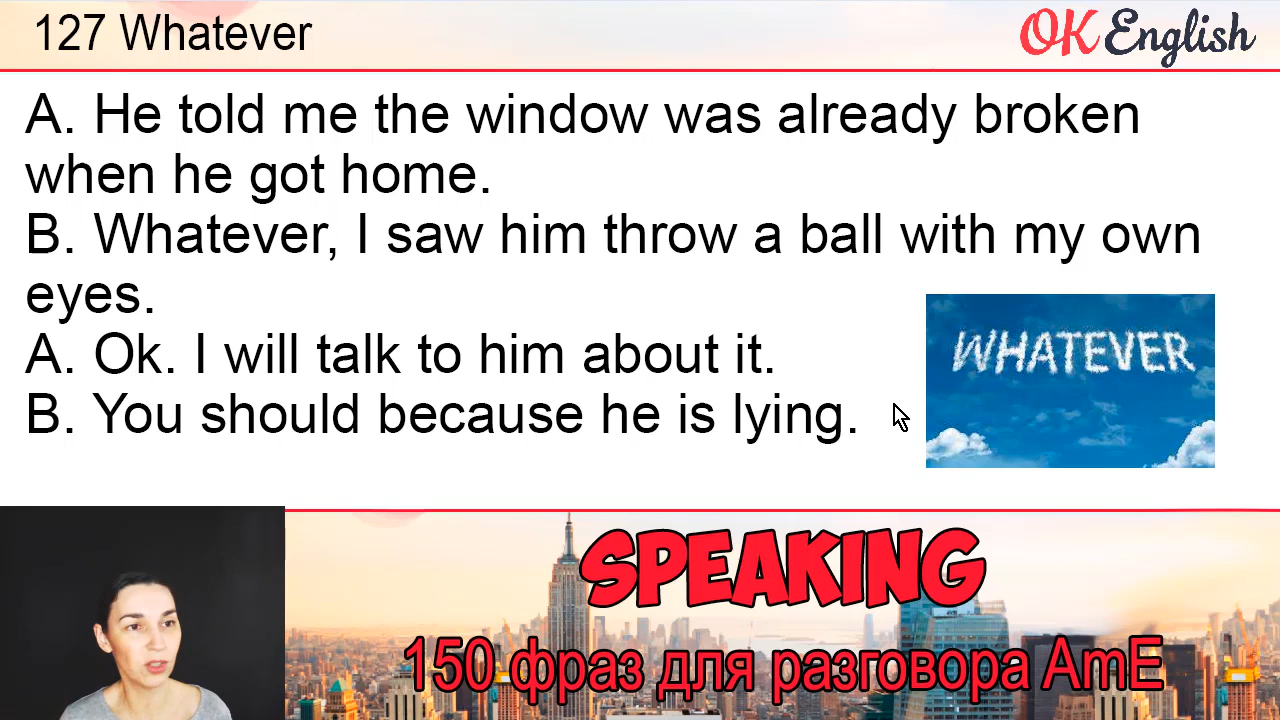 127 Whatever
OK English
A. He told me the window was already broken
when he got home.
B. Whatever, I saw him throw a ball with my own
eyes.
A. Ok. I will talk to him about it.
B. You should because he is lying.
WHATEVER
SPEAKING
150 фраз для разговора AmE